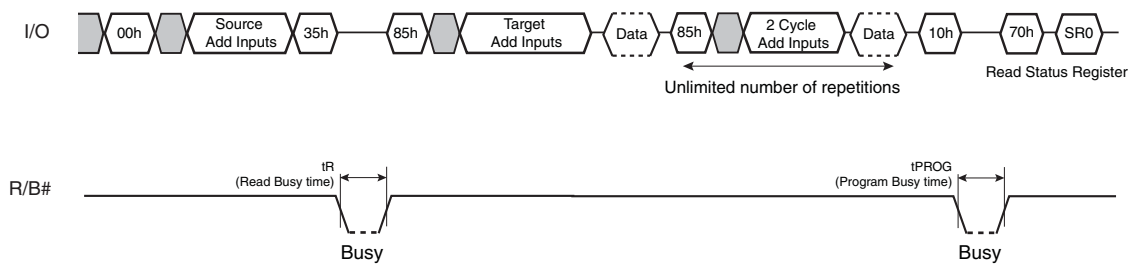 I/O
00h
Source
Add Inputs
35h
85h
Target
Add Inputs
Data
85h
2 Cycle
Add Inputs
Data
10h
70h
SR0
Unlimited number of repetitions
Read Status Register
R/B#
tR
(Read Busy time)
Busy
tPROG
(Program Busy time)
Busy